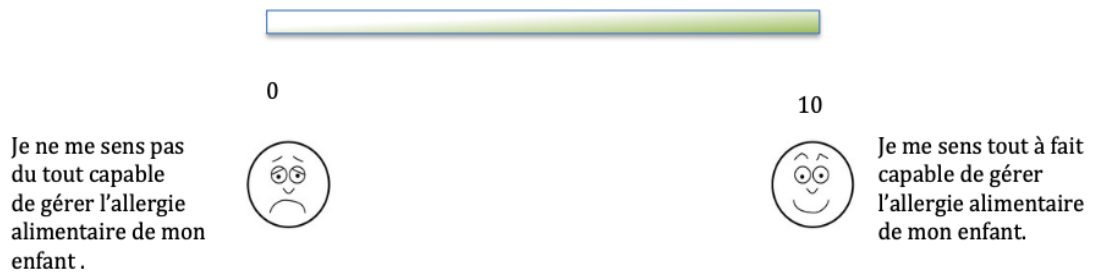 0
10
Je ne me sens pas
du tout capable
de gérer l’allergie
alimentaire de mon
enfant .
Je me sens tout à fait
capable de gérer
l’allergie alimentaire
de mon enfant.